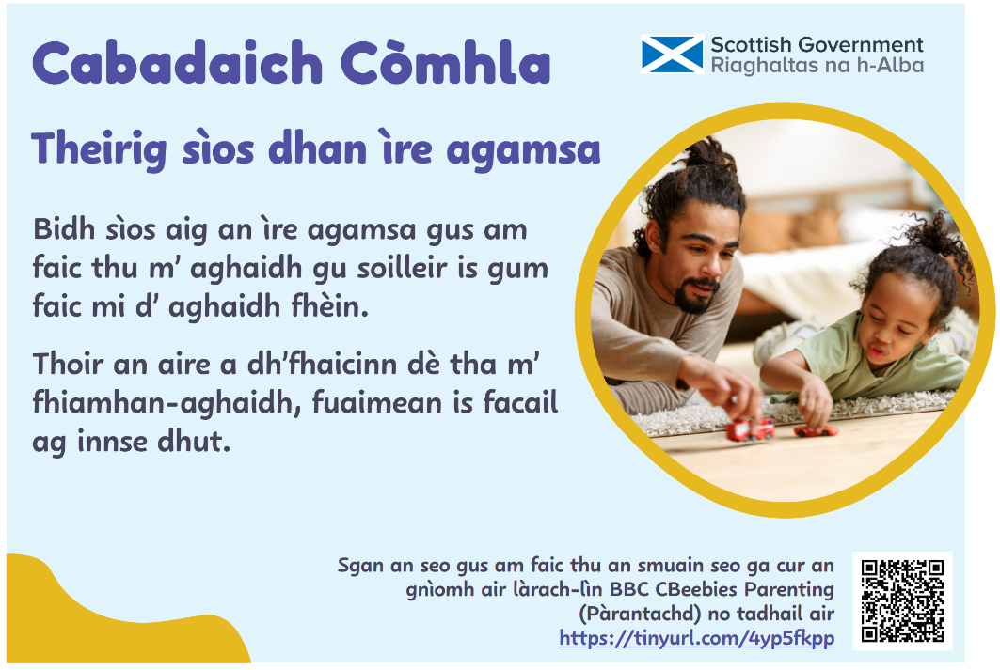 Cabadaich Còmhla
Scottish Government
Riaghaltas na h-Alba
Theirig sìos dhan ìre agamsa
Bidh sìos aig an ìre agamsa gus am
faic thu m’ aghaidh gu soilleir is gum
faic mi d’ aghaidh fhèin.
Thoir an aire a dh’fhaicinn dè tha m’
fhiamhan-aghaidh, fuaimean is facail
ag innse dhut.
Sgan an seo gus am faic thu an smuain seo ga cur an
gnìomh air làrach-lìn BBC CBeebies Parenting
(Pàrantachd) no tadhail air
https://tinyurl.com/4yp5fkpp